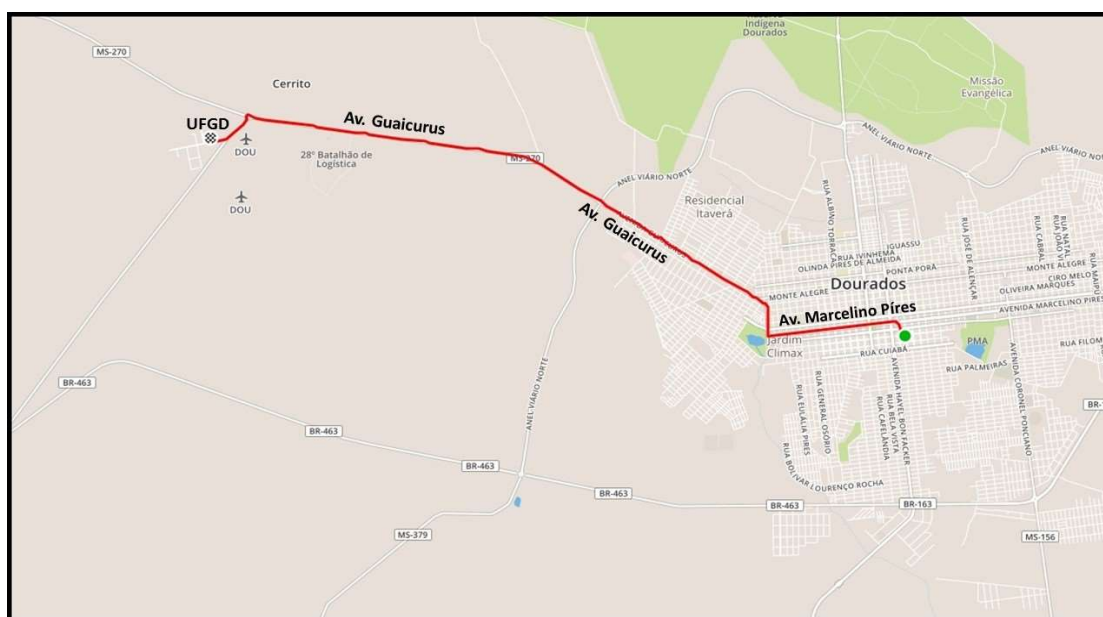 Reserva
Indígena
Dourados
MS-270
Cerrito
Missão
Evangélica
UFGD
Av. Guaicurus
DOU
28º Batalhão de
Logística
MS-270
ANEL VIÁRIO NORTE
ANEL VIÁRIO NORTE
ANEL VIÁRIO NORTE
DOU
Residencial
Itaverà
Av. Guaicurus
RUA ALBINO TORRACA
IGUASSU
RUA IVINHEMA
OLINDA PIRES DE ALMEIDA
PONTA PORÃ
RUA JOSÉ DE ALENÇAR
RUA CABRAL
RUA NATAL
RUA JOÃO VI
RUA MAIPÚ
MONTE ALEGRE
CIRO MELO
OLIVEIRA MARQUES
MONTE ALEGRE
Dourados
AVENIDA MARCELINO PIRES
Av. Marcelino Píres
Jardim
Climax
RUA CUIABÁ
PMA
RUA FILOM
RUA PALMEIRAS
BR-463
ANEL VIÁRIO NORTE
RUA EULÁLIA PIRES
RUA GENERAL OSÓRIO
AVENIDA HAYEL BON FACKER
RUA BELA VISTA
RUA CAFELÂNDIA
AVENIDA CORONEL PONCIANO
BR-1
BR-463
BR-463
BR-463
RUA BOLIVAR LOURENÇO ROCHA
BR-463
BR-163
MS-379
MS-156